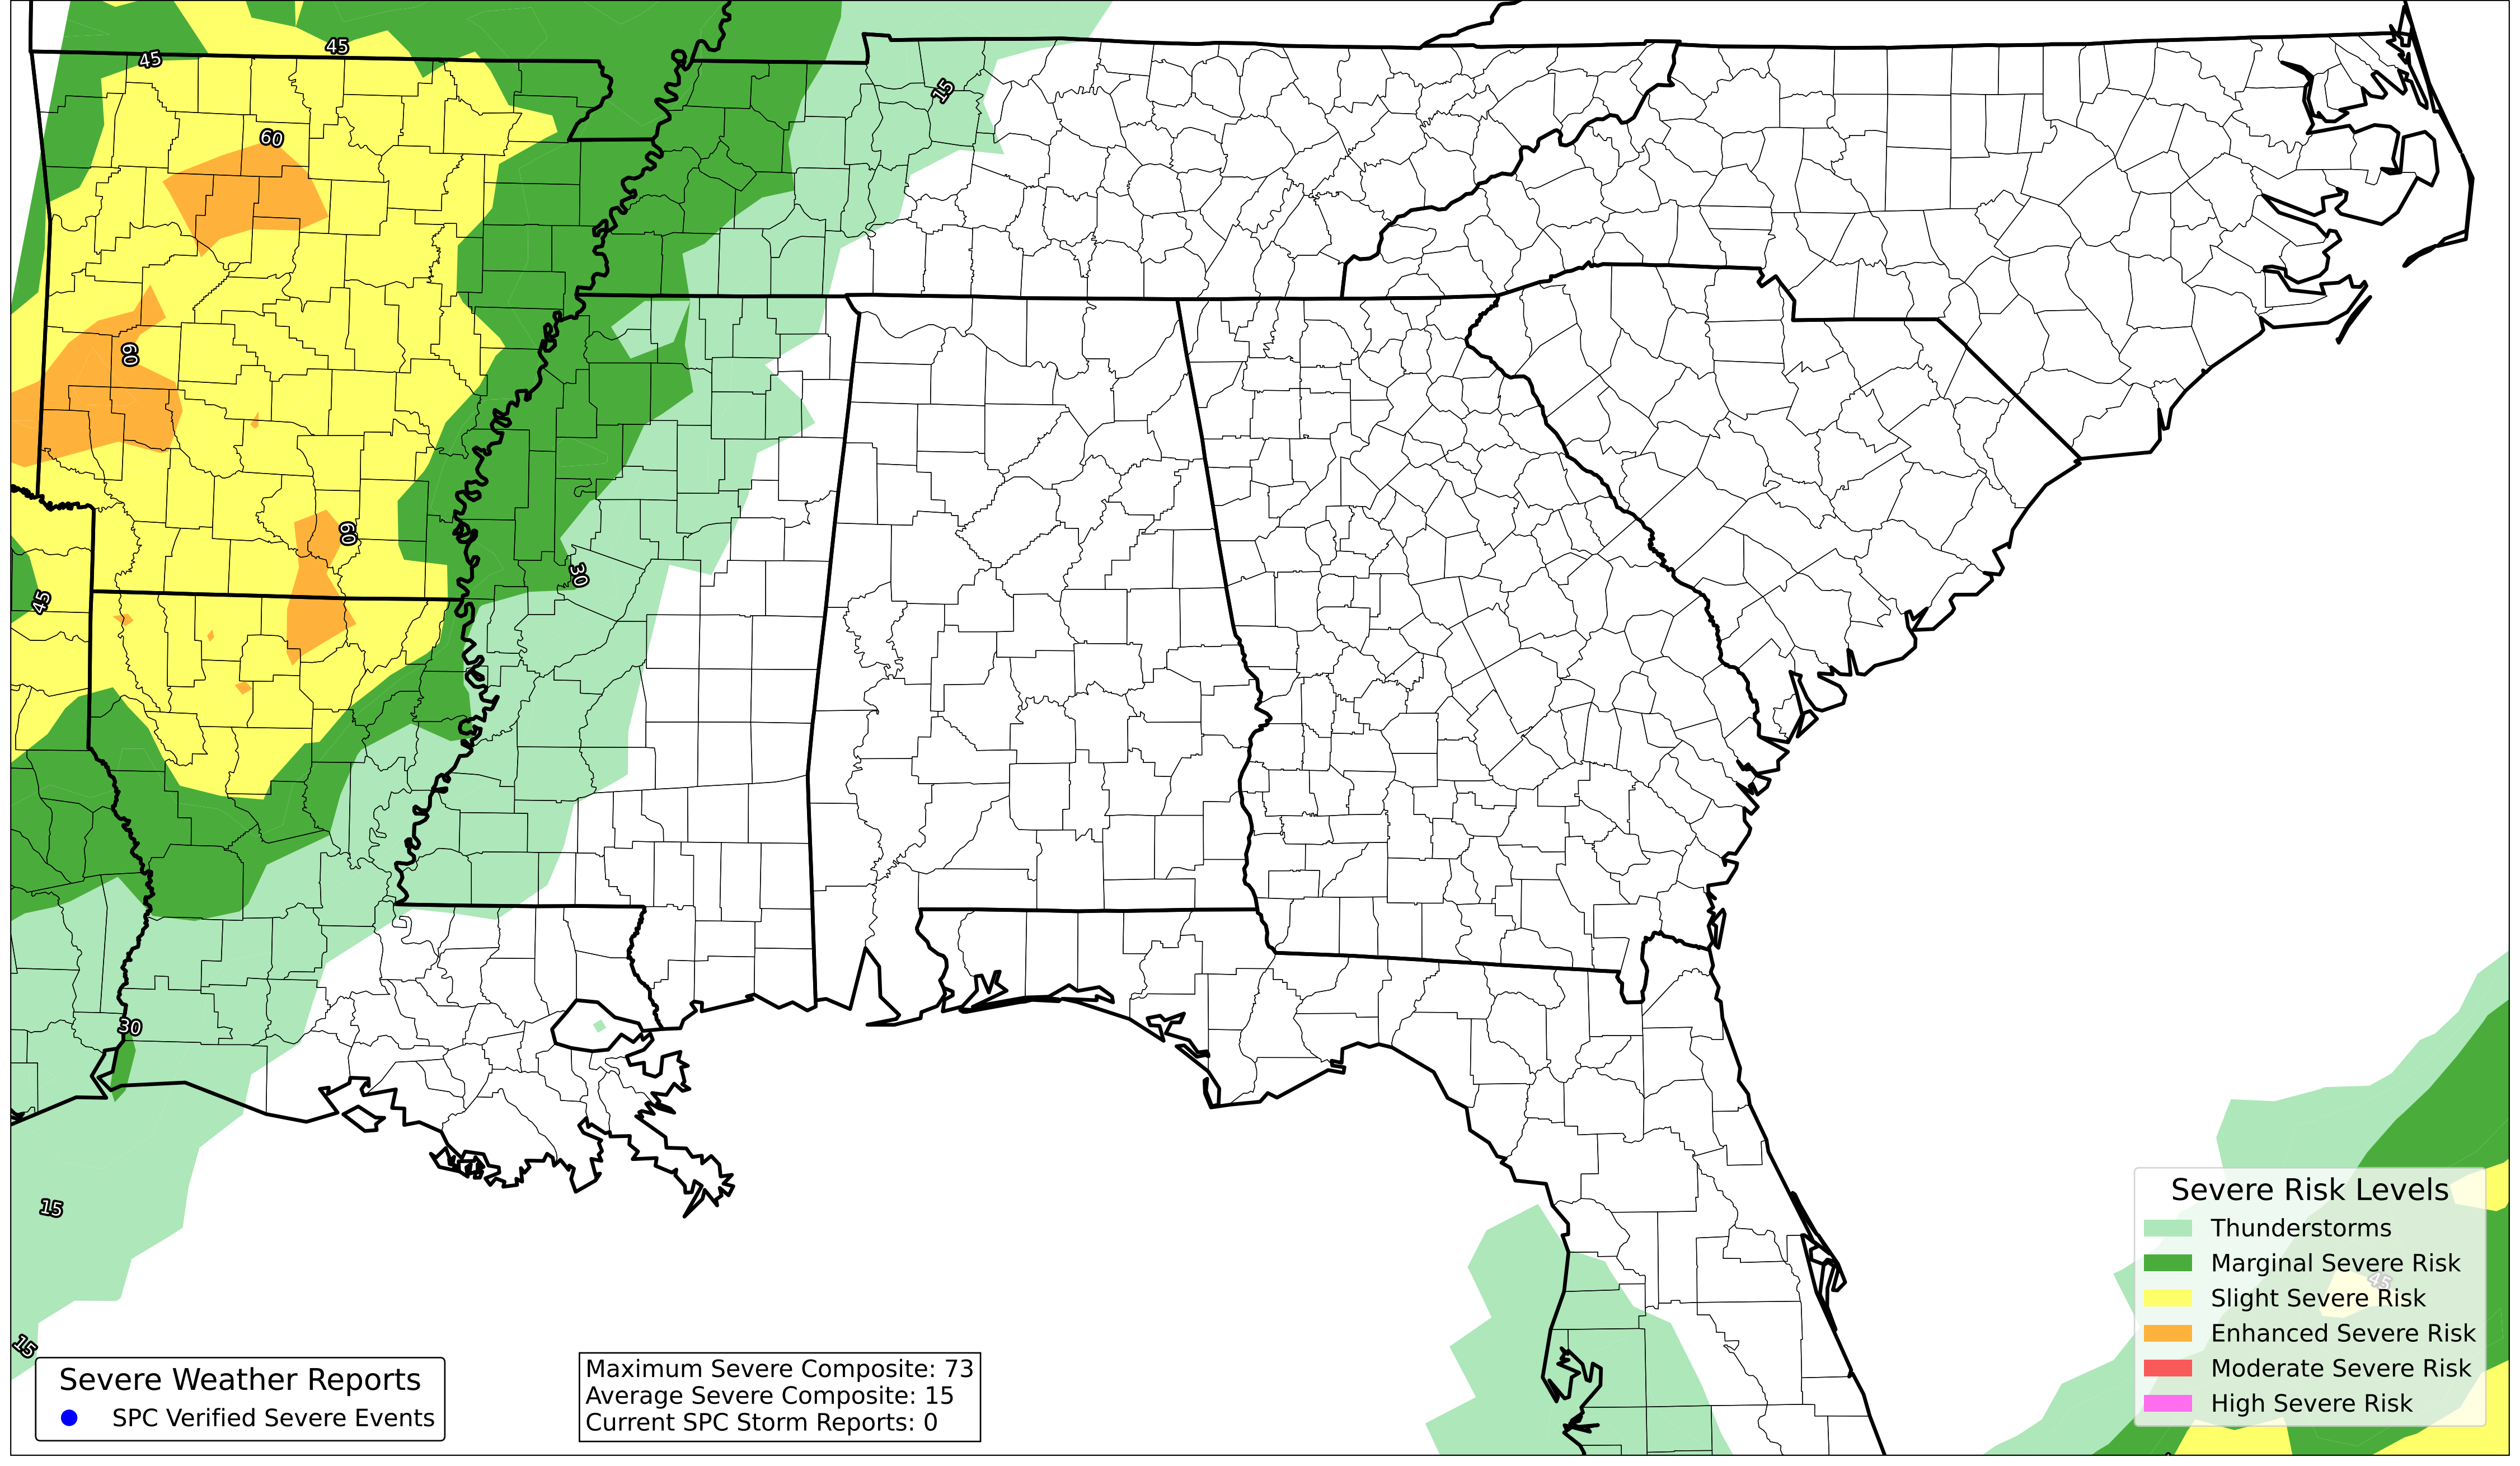 45
45
15
60
60
60
30
45
30
15
15
45
Severe Risk Levels
Thunderstorms
Marginal Severe Risk
Slight Severe Risk
Enhanced Severe Risk
Moderate Severe Risk
High Severe Risk
Severe Weather Reports
SPC Verified Severe Events
Maximum Severe Composite: 73
Average Severe Composite: 15
Current SPC Storm Reports: 0